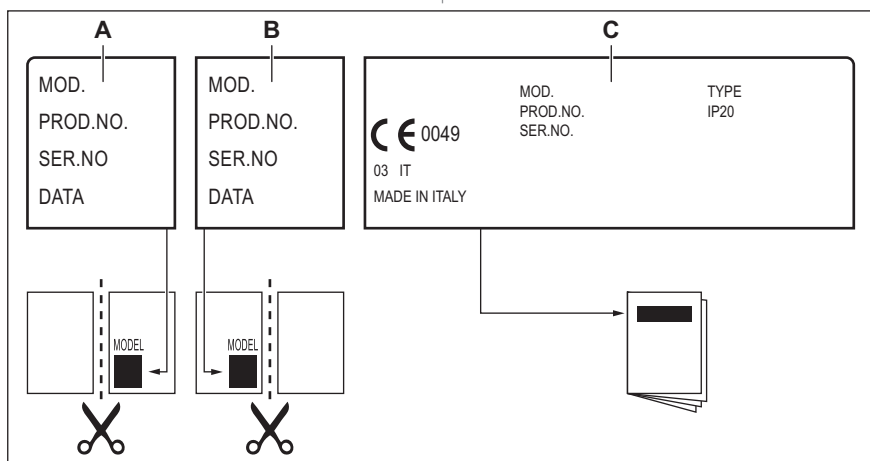 A
B
C
MOD.
PROD.NO.
SER.NO
DATA
MOD.
PROD.NO.
SER.NO
DATA
MOD.
PROD.NO.
SER.NO.
TYPE
IP20
CE 0049
03 IT
MADE IN ITALY
MODEL
MODEL